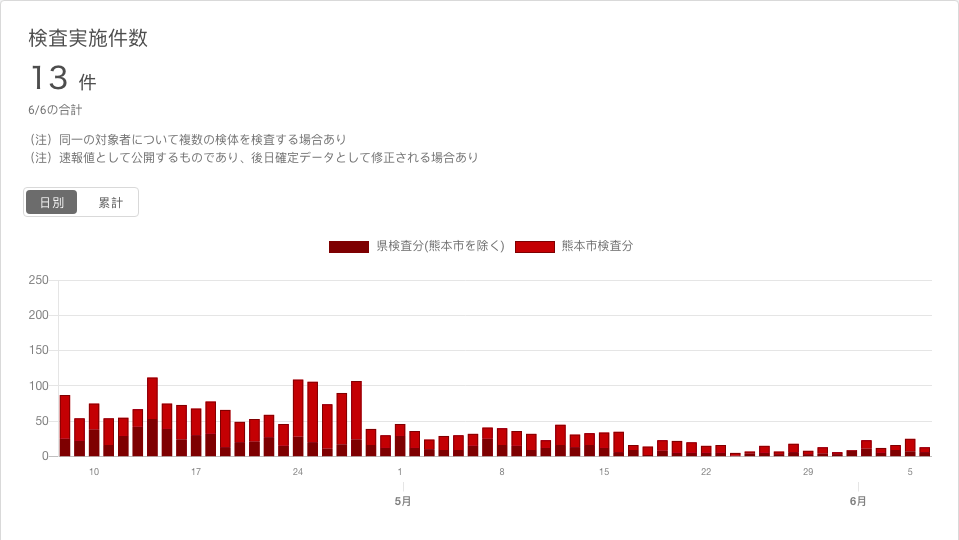 検査実施件数
13 件
6/6の合計
（注）同一の対象者について複数の検体を検査する場合あり
（注）速報値として公開するものであり、後日確定データとして修正される場合あり
日別 累計
県検査分(熊本市を除く) 熊本市検査分
250
200
150
100
50
0
10 17 24 1 8 15 22 29 5
5月 6月